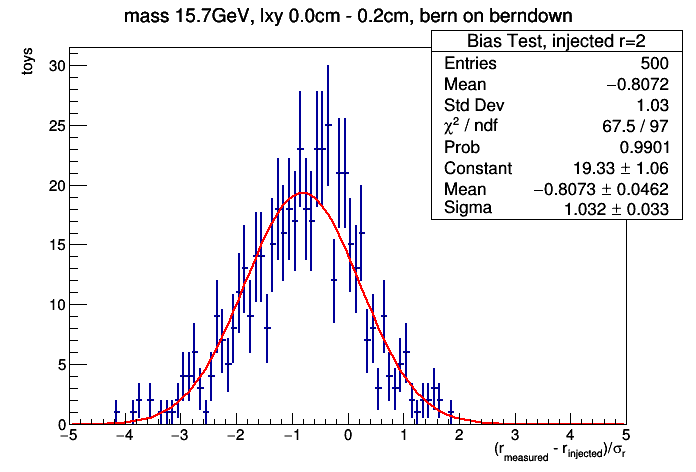 mass 15.7GeV, lxy 0.0cm - 0.2cm, bern on berndown
Bias Test, injected r=2
Entries 500
Mean −0.8072
Std Dev 1.03
χ² / ndf 67.5 / 97
Prob 0.9901
Constant 19.33 ± 1.06
Mean −0.8073 ± 0.0462
Sigma 1.032 ± 0.033
toys
30
25
20
15
10
5
0
−5 −4 −3 −2 −1 0 1 2 3 4 5
(r_measured - r_injected)/σ_r